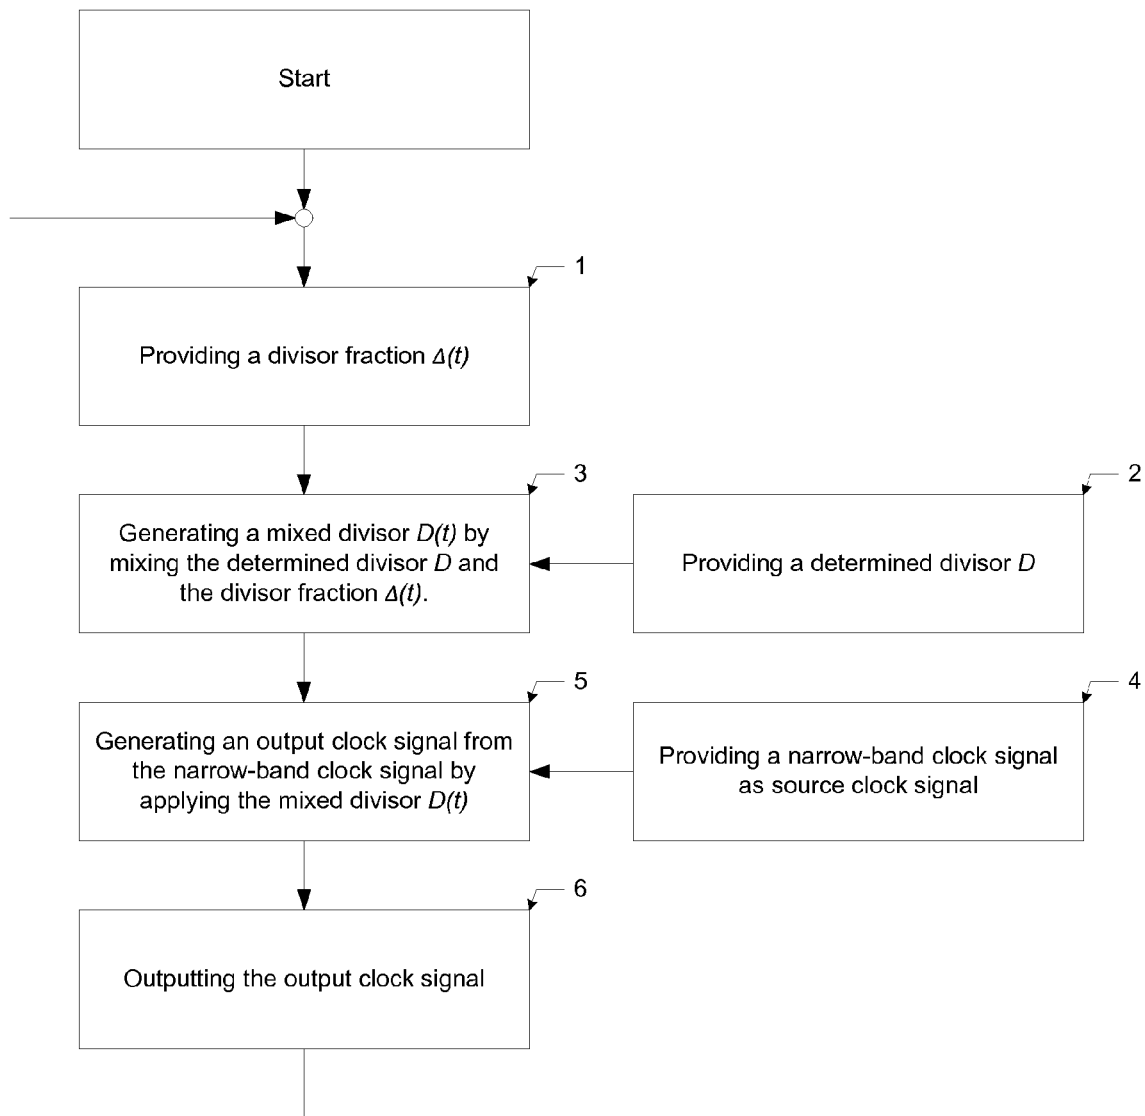 Start
1
Providing a divisor fraction Δ(t)
3
Generating a mixed divisor D(t) by
mixing the determined divisor D and
the divisor fraction Δ(t).
2
Providing a determined divisor D
5
Generating an output clock signal from
the narrow-band clock signal by
applying the mixed divisor D(t)
4
Providing a narrow-band clock signal
as source clock signal
6
Outputting the output clock signal